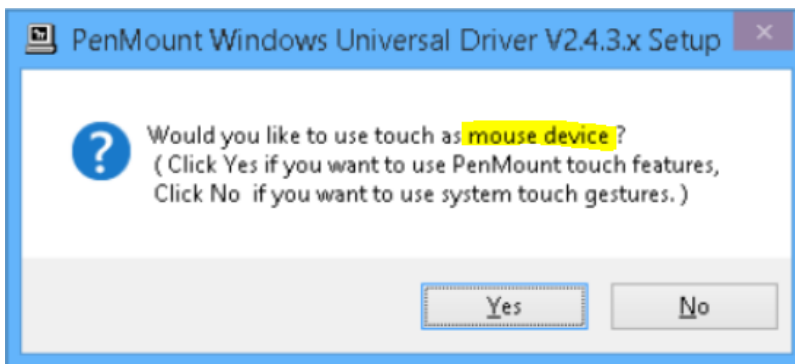 PenMount Windows Universal Driver V2.4.3.x Setup
Would you like to use touch as mouse device ?
( Click Yes if you want to use PenMount touch features,
Click No  if you want to use system touch gestures. )
Yes
No